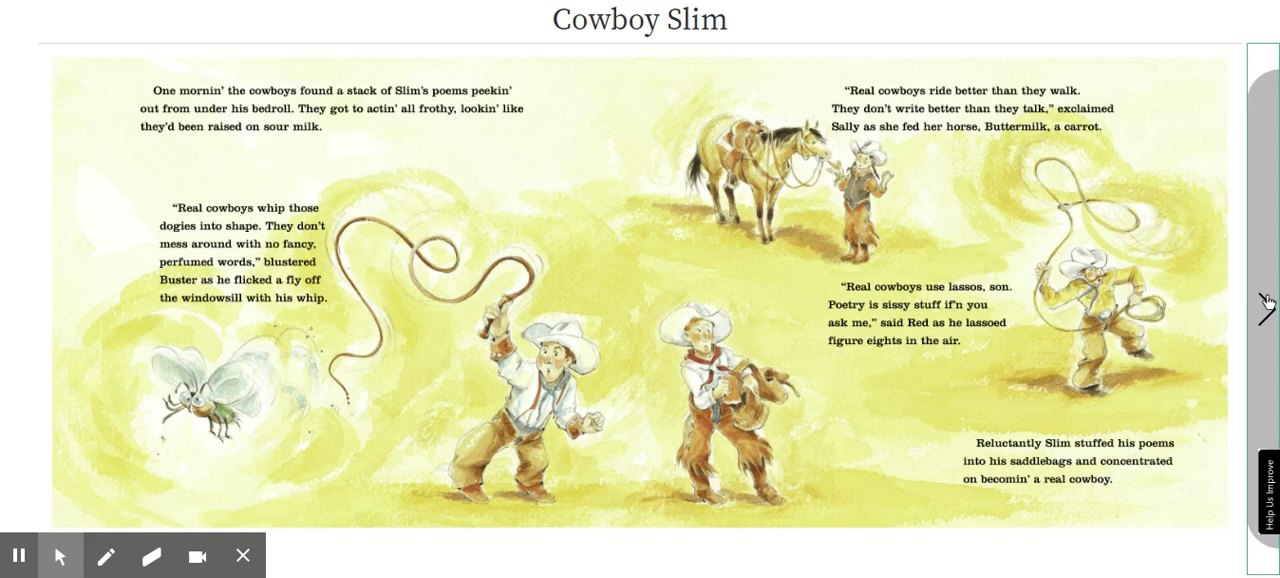 Cowboy Slim
One mornin’ the cowboys found a stack of Slim’s poems peekin’
out from under his bedroll. They got to actin’ all frothy, lookin’ like
they’d been raised on sour milk.
“Real cowboys whip those
dogies into shape. They don’t
mess around with no fancy,
perfumed words,” blustered
Buster as he flicked a fly off
the windowsill with his whip.
“Real cowboys ride better than they walk.
They don’t write better than they talk,” exclaimed
Sally as she fed her horse, Buttermilk, a carrot.
“Real cowboys use lassos, son.
Poetry is sissy stuff if’n you
ask me,” said Red as he lassoed
figure eights in the air.
Reluctantly Slim stuffed his poems
into his saddlebags and concentrated
on becomin’ a real cowboy.
Help Us Improve